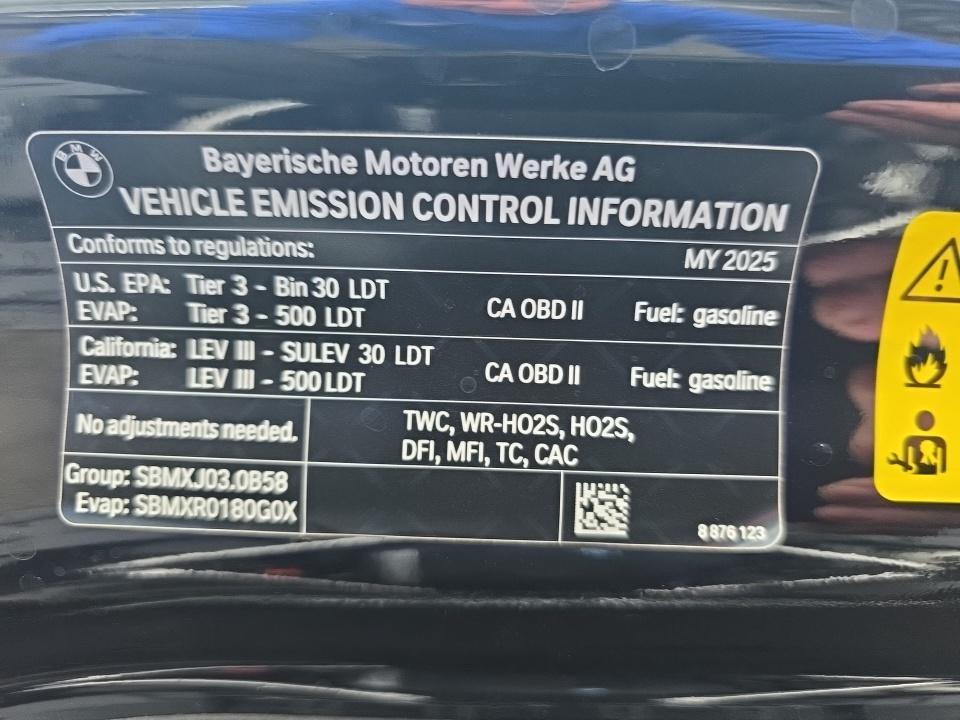 BMW
Bayerische Motoren Werke AG
VEHICLE EMISSION CONTROL INFORMATION
Conforms to regulations: MY 2025
U.S. EPA: Tier 3 - Bin 30 LDT
EVAP: Tier 3 - 500 LDT
CA OBD II Fuel: gasoline
California: LEV III - SULEV 30 LDT
EVAP: LEV III - 500 LDT
CA OBD II Fuel: gasoline
No adjustments needed.
TWC, WR-HO2S, HO2S,
DFI, MFI, TC, CAC
Group: SBMXJ03.0B58
Evap: SBMXR0180G0X
8 876 123